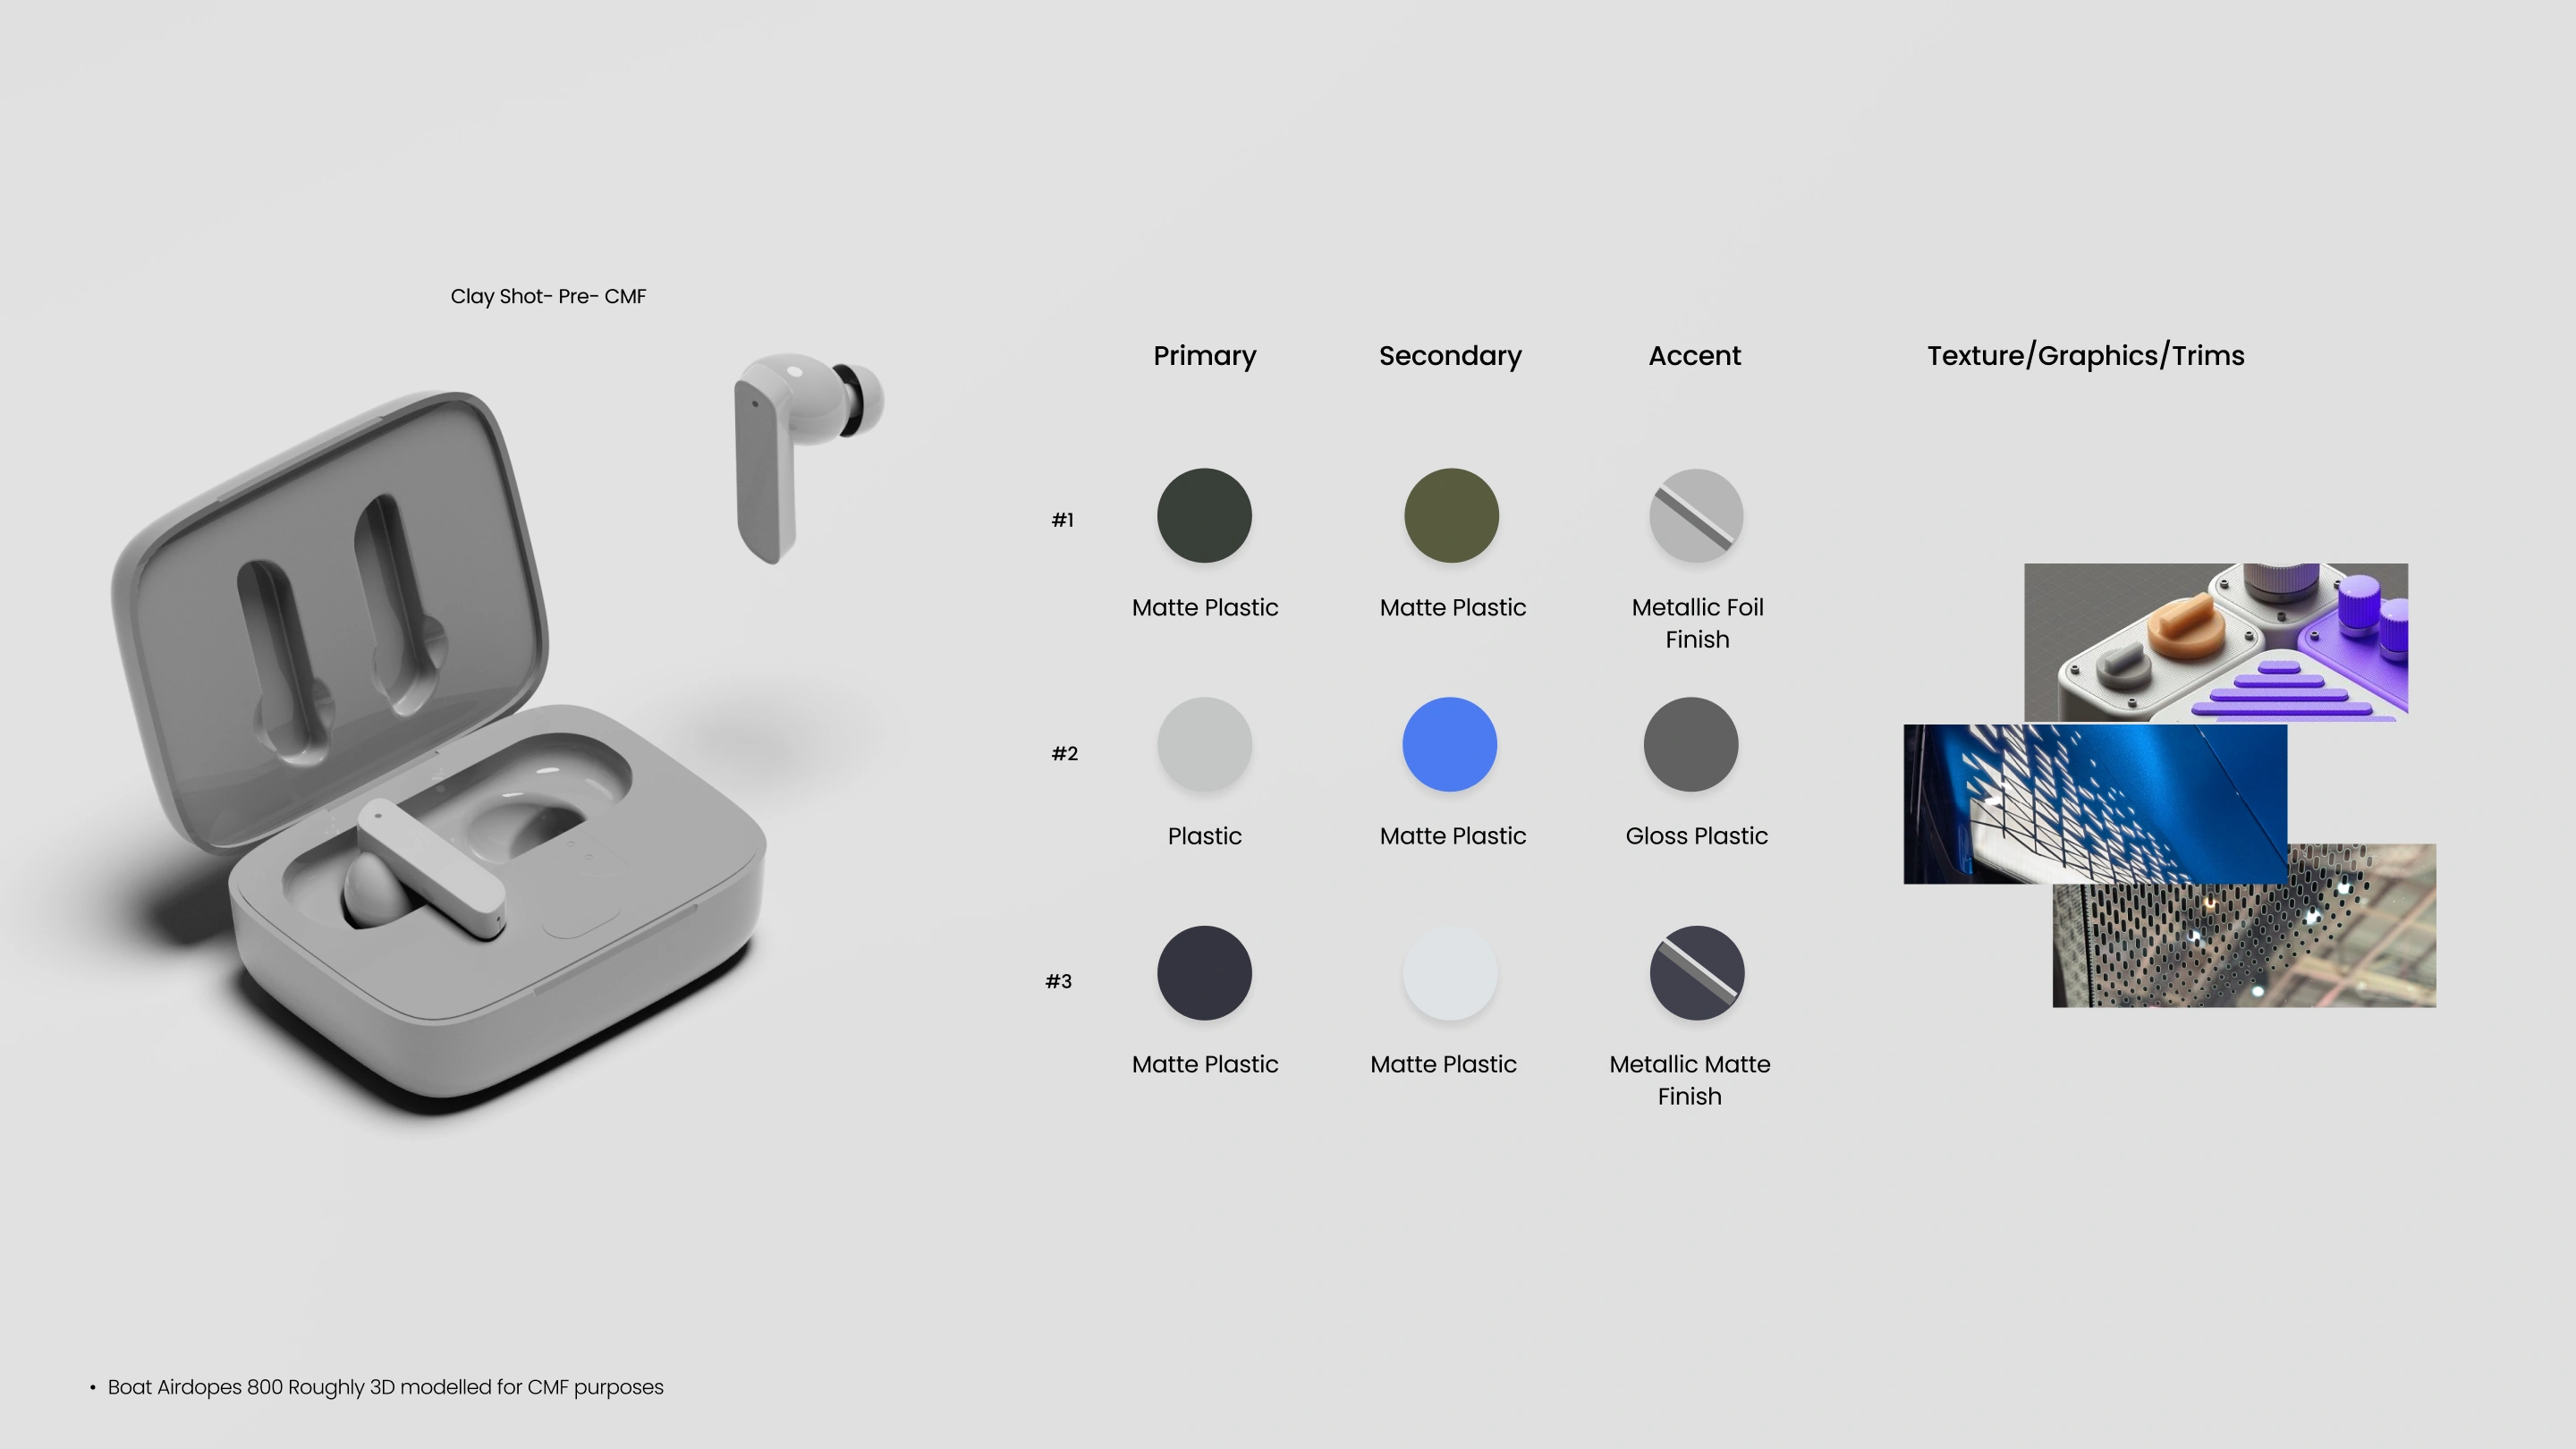 Clay Shot- Pre- CMF
Primary
Secondary
Accent
Texture/Graphics/Trims
#1
Matte Plastic
Matte Plastic
Metallic Foil
Finish
#2
Plastic
Matte Plastic
Gloss Plastic
#3
Matte Plastic
Matte Plastic
Metallic Matte
Finish
• Boat Airdopes 800 Roughly 3D modelled for CMF purposes